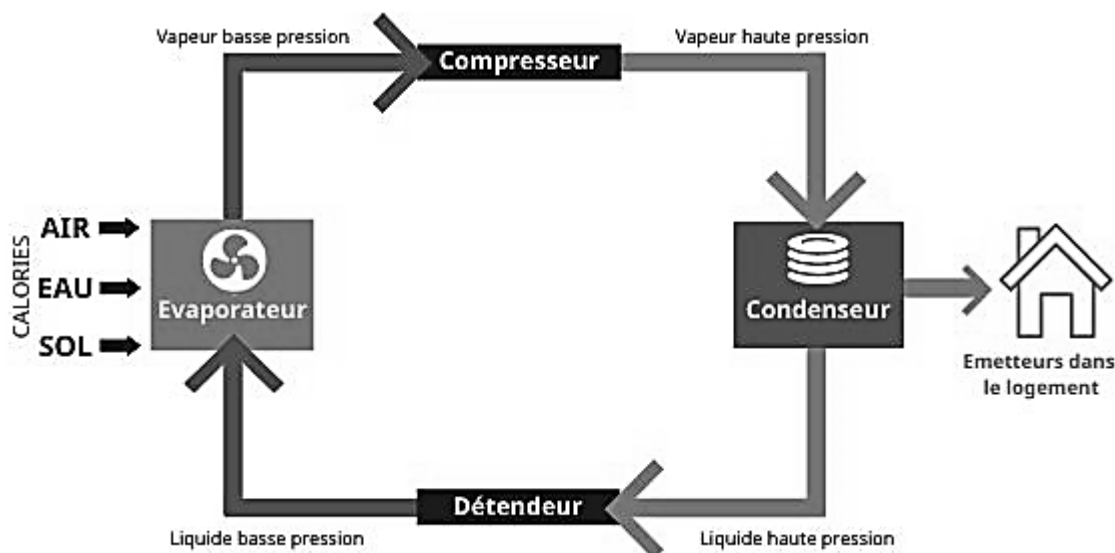 Vapeur basse pression
Compresseur
Vapeur haute pression
CALORIES
AIR
EAU
SOL
Evaporateur
Condenseur
Emetteurs dans
le logement
Détendeur
Liquide basse pression
Liquide haute pression